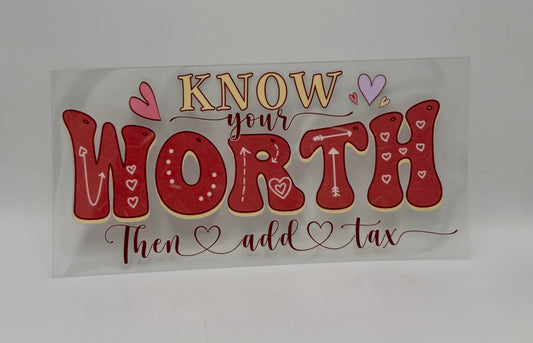 KNOW
your
WORTH
Then add tax